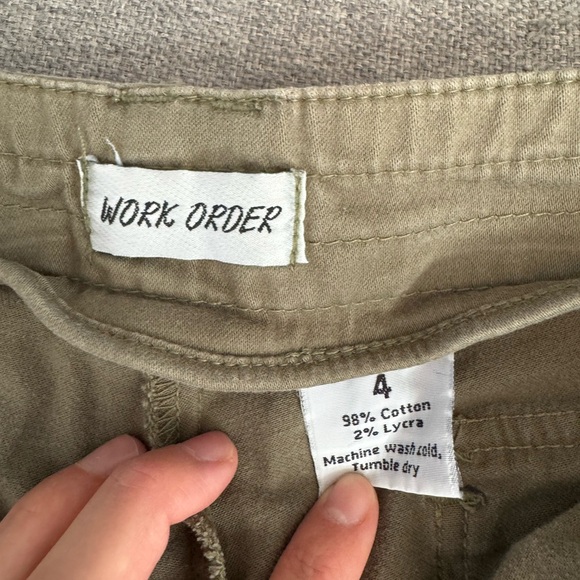 WORK ORDER
4
98% Cotton
2% Lycra
Machine wash cold,
Tumble dry